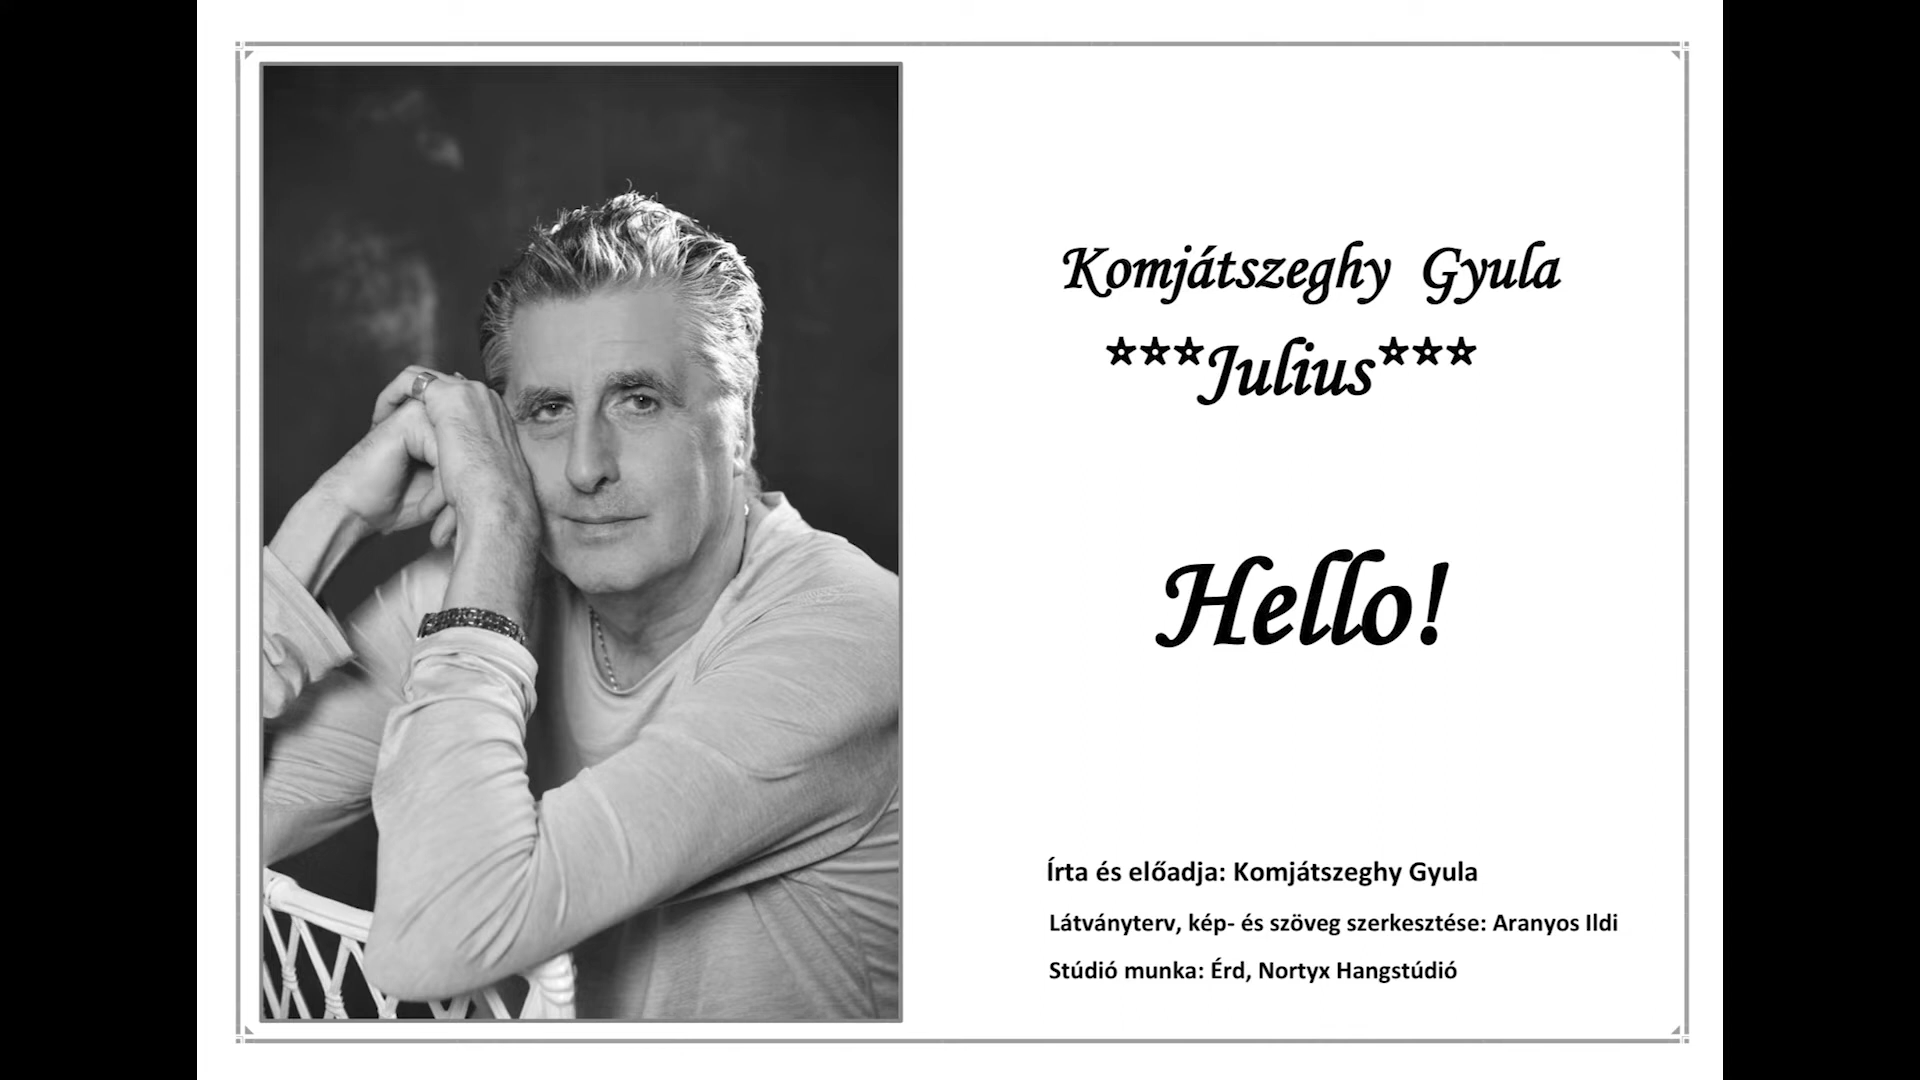 Komjátszeghy Gyula
***Julius***
Hello!
Írta és előadja: Komjátszeghy Gyula
Látványterv, kép- és szöveg szerkesztése: Aranyos Ildi
Stúdió munka: Érd, Nortyx Hangstúdió